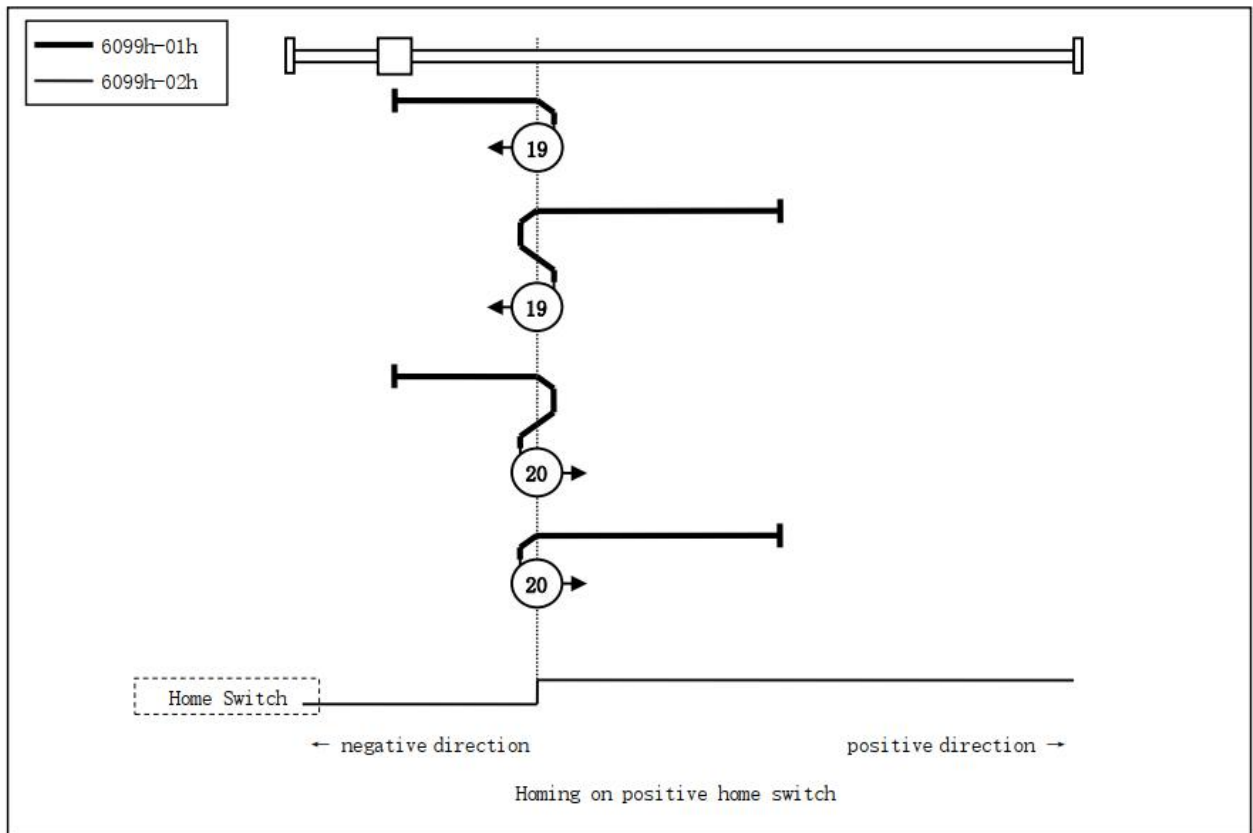 6099h-01h
6099h-02h
19
19
20
20
Home Switch
← negative direction
positive direction →
Homing on positive home switch